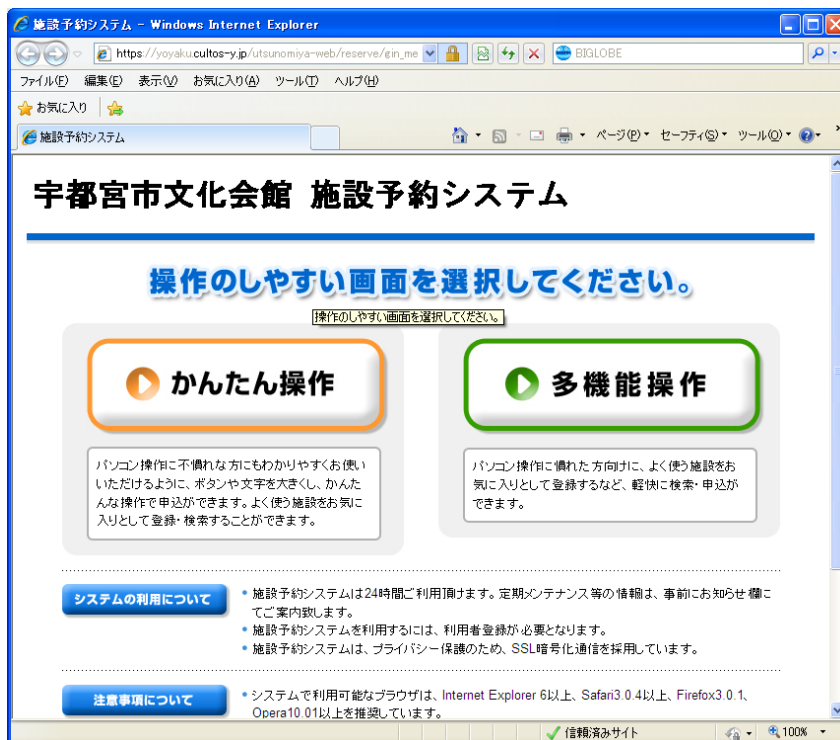 施設予約システム - Windows Internet Explorer
https://yoyaku.cultos-y.jp/utsunomiya-web/reserve/gin_me
BIGLOBE
ファイル(F) 編集(E) 表示(V) お気に入り(A) ツール(T) ヘルプ(H)
お気に入り
施設予約システム
ページ(P) セーフティ(S) ツール(O)
宇都宮市文化会館 施設予約システム
操作のしやすい画面を選択してください。
操作のしやすい画面を選択してください。
かんたん操作
パソコン操作に不慣れな方にもわかりやすくお使い
いただけるように、ボタンや文字を大きくし、かんた
んな操作で申込ができます。よく使う施設をお気に
入りとして登録・検索することができます。
多機能操作
パソコン操作に慣れた方向けに、よく使う施設をお
気に入りとして登録するなど、軽快に検索・申込が
できます。
システムの利用について
・施設予約システムは24時間ご利用頂けます。定期メンテナンス等の情報は、事前にお知らせ欄に
てご案内致します。
・施設予約システムを利用するには、利用者登録が必要となります。
・施設予約システムは、プライバシー保護のため、SSL暗号化通信を採用しています。
注意事項について
・システムで利用可能なブラウザは、Internet Explorer 6以上、Safari3.0.4以上、Firefox3.0.1、
Opera10.01以上を推奨しています。
信頼済みサイト
100%